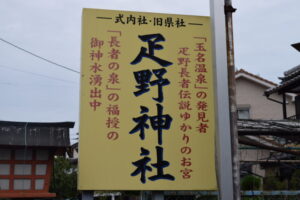 ― 式内社・旧県社 ―
「玉名温泉」の発見者
疋野長者伝説ゆかりのお宮
疋野神社
「長者の泉」の福授の
御神水湧出中